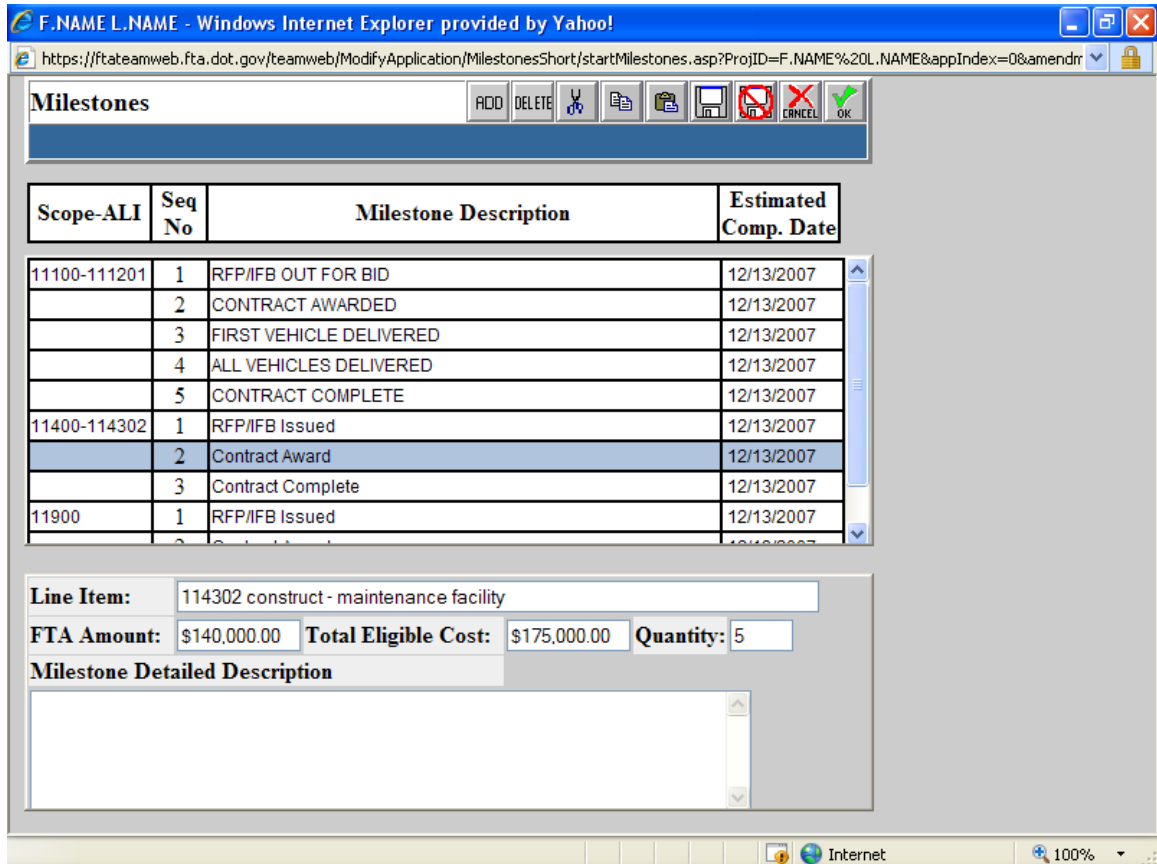 F.NAME L.NAME - Windows Internet Explorer provided by Yahoo!
https://ftateamweb.fta.dot.gov/teamweb/ModifyApplication/MilestonesShort/startMilestones.asp?ProjID=F.NAME%20L.NAME&appIndex=0&amendm
Milestones ADD DELETE CANCEL OK
Scope-ALI Seq No Milestone Description Estimated Comp. Date
11100-111201 1 RFP/IFB OUT FOR BID 12/13/2007
2 CONTRACT AWARDED 12/13/2007
3 FIRST VEHICLE DELIVERED 12/13/2007
4 ALL VEHICLES DELIVERED 12/13/2007
5 CONTRACT COMPLETE 12/13/2007
11400-114302 1 RFP/IFB Issued 12/13/2007
2 Contract Award 12/13/2007
3 Contract Complete 12/13/2007
11900 1 RFP/IFB Issued 12/13/2007
Line Item: 114302 construct - maintenance facility
FTA Amount: $140,000.00 Total Eligible Cost: $175,000.00 Quantity: 5
Milestone Detailed Description
Internet 100%